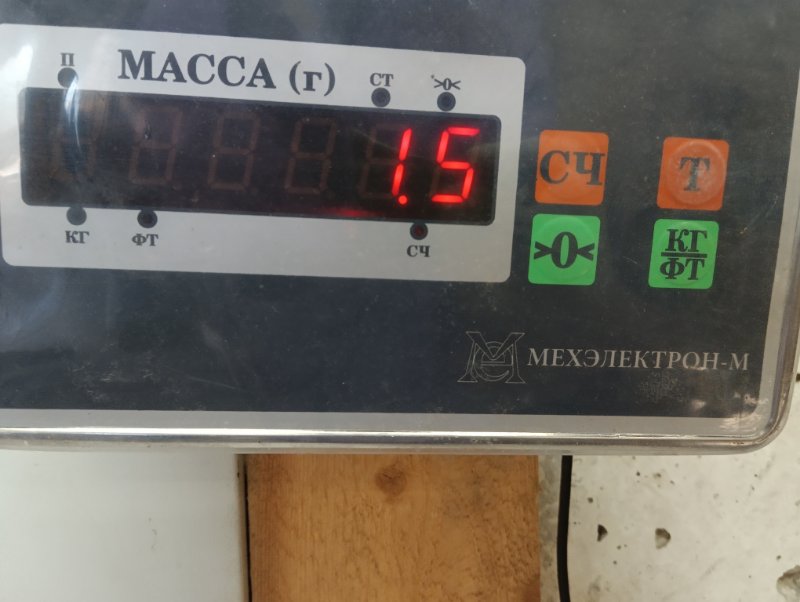 П
МАССА (г)
СТ
>0<
1.5
КГ
ФТ
СЧ
СЧ
Т
>0<
КГ
ФТ
МЕХЭЛЕКТРОН-М